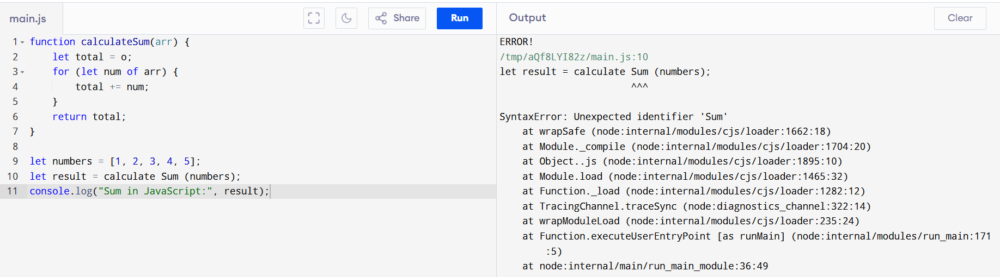 main.js
Share
Run
Output
Clear
1 function calculateSum(arr) {
2     let total = o;
3     for (let num of arr) {
4         total += num;
5     }
6     return total;
7 }
8
9 let numbers = [1, 2, 3, 4, 5];
10 let result = calculate Sum (numbers);
11 console.log("Sum in JavaScript:", result);
ERROR!
/tmp/aQf8LYI82z/main.js:10
let result = calculate Sum (numbers);
                       ^^^
SyntaxError: Unexpected identifier 'Sum'
    at wrapSafe (node:internal/modules/cjs/loader:1662:18)
    at Module._compile (node:internal/modules/cjs/loader:1704:20)
    at Object..js (node:internal/modules/cjs/loader:1895:10)
    at Module.load (node:internal/modules/cjs/loader:1465:32)
    at Function._load (node:internal/modules/cjs/loader:1282:12)
    at TracingChannel.traceSync (node:diagnostics_channel:322:14)
    at wrapModuleLoad (node:internal/modules/cjs/loader:235:24)
    at Function.executeUserEntryPoint [as runMain] (node:internal/modules/run_main:171
        :5)
    at node:internal/main/run_main_module:36:49